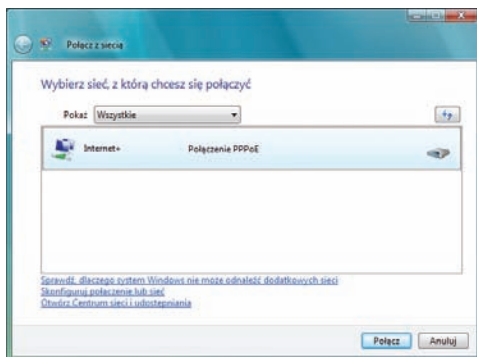 Połącz z siecią
Wybierz sieć, z którą chcesz się połączyć
Pokaż Wszystkie
Internet+ Połączenie PPPoE
Sprawdź, dlaczego system Windows nie może odnaleźć dodatkowych sieci
Skonfiguruj połączenie lub sieć
Otwórz Centrum sieci i udostępniania
Połącz Anuluj